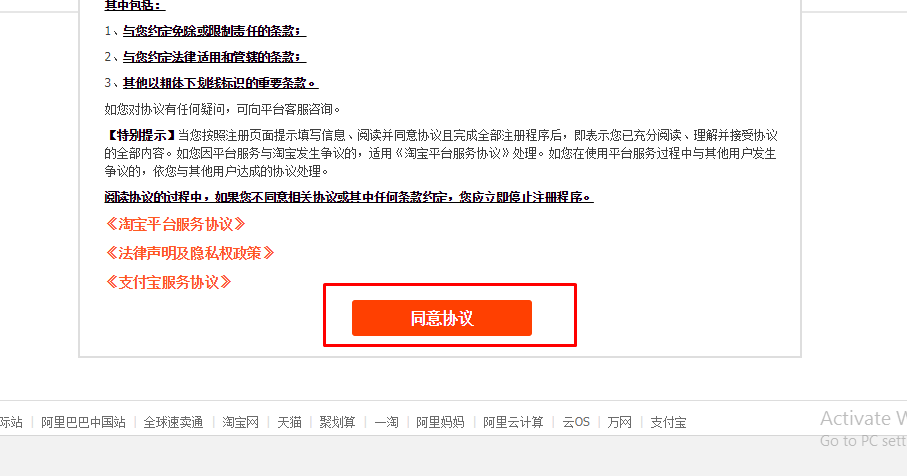 其中包括：
1、与您约定免除或限制责任的条款；
2、与您约定法律适用和管辖的条款；
3、其他以粗体下划线标识的重要条款。
如您对协议有任何疑问，可向平台客服咨询。
【特别提示】当您按照注册页面提示填写信息、阅读并同意协议且完成全部注册程序后，即表示您已充分阅读、理解并接受协议
的全部内容。如您因平台服务与淘宝发生争议的，适用《淘宝平台服务协议》处理。如您在使用平台服务过程中与其他用户发生
争议的，依您与其他用户达成的协议处理。
阅读协议的过程中，如果您不同意相关协议或其中任何条款约定，您应立即停止注册程序。
《淘宝平台服务协议》
《法律声明及隐私权政策》
《支付宝服务协议》
同意协议
际站 | 阿里巴巴中国站 | 全球速卖通 | 淘宝网 | 天猫 | 聚划算 | 一淘 | 阿里妈妈 | 阿里云计算 | 云OS | 万网 | 支付宝
Activate W
Go to PC sett